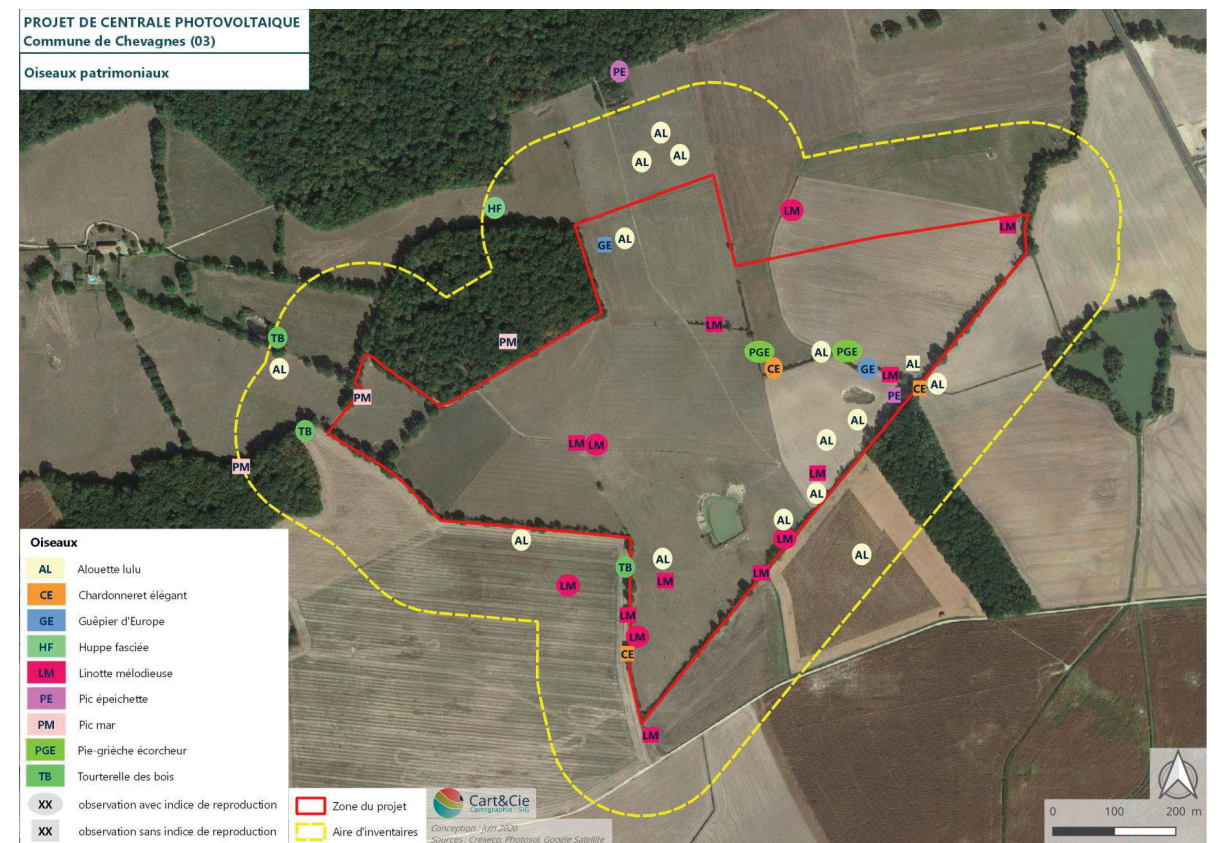 PROJET DE CENTRALE PHOTOVOLTAIQUE
Commune de Chevagnes (03)
Oiseaux patrimoniaux
PE
AL
AL
AL
HF
LM
LM
GE
AL
LM
TB
PM
PGE
AL
PGE
AL
AL
CE
GE
LM
AL
CE
PM
PE
AL
TB
LM
LM
AL
PM
LM
AL
AL
LM
AL
AL
AL
TB
LM
LM
LM
LM
LM
CE
LM
Oiseaux
AL Alouette lulu
CE Chardonneret élégant
GE Guêpier d'Europe
HF Huppe fasciée
LM Linotte mélodieuse
PE Pic épeichette
PM Pic mar
PGE Pie-grièche écorcheur
TB Tourterelle des bois
XX observation avec indice de reproduction
XX observation sans indice de reproduction
Zone du projet
Aire d'inventaires
Cart&Cie
Cartographie - SIG
Conception : juin 2020
Sources : Crexeco, Photosol, Google Satellite
0 100 200 m